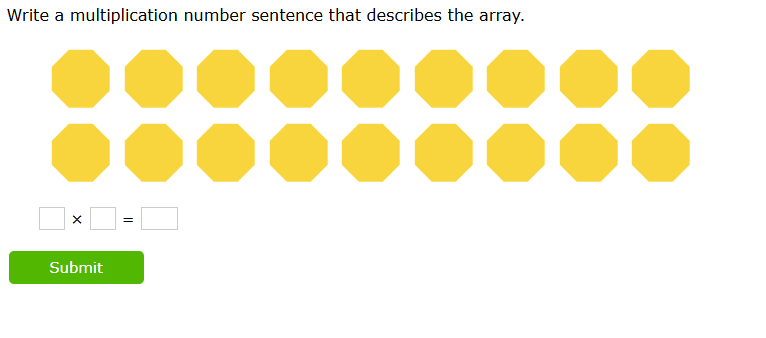 Write a multiplication number sentence that describes the array.
× =
Submit